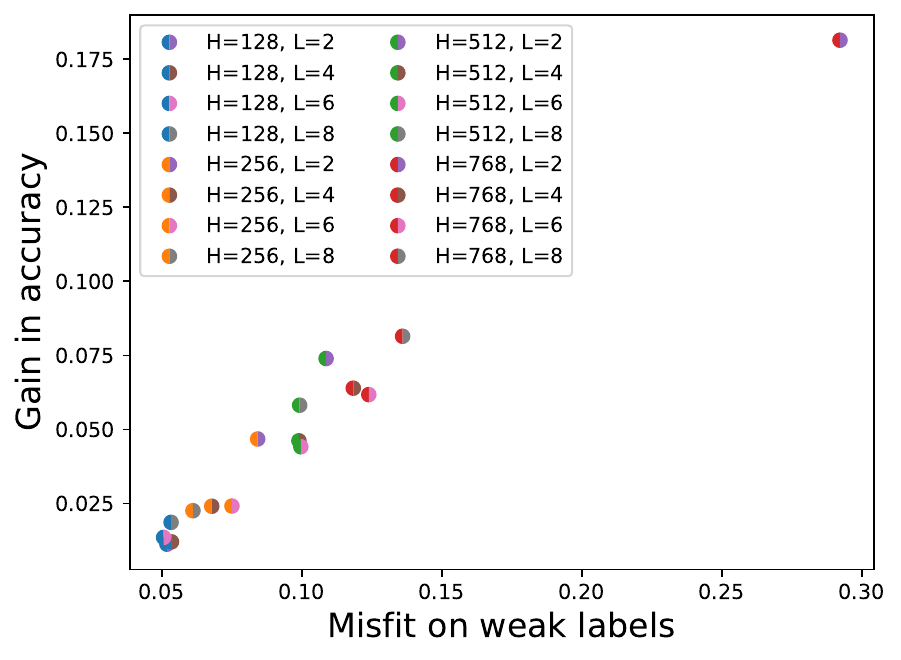 H=128, L=2
H=128, L=4
H=128, L=6
H=128, L=8
H=256, L=2
H=256, L=4
H=256, L=6
H=256, L=8
H=512, L=2
H=512, L=4
H=512, L=6
H=512, L=8
H=768, L=2
H=768, L=4
H=768, L=6
H=768, L=8
Gain in accuracy
0.175
0.150
0.125
0.100
0.075
0.050
0.025
0.05
0.10
0.15
0.20
0.25
0.30
Misfit on weak labels